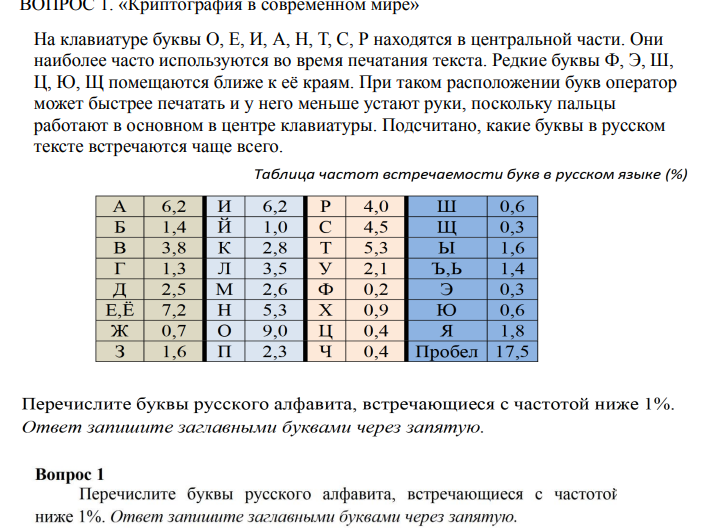 ВОПРОС 1. «Криптография в современном мире»
На клавиатуре буквы О, Е, И, А, Н, Т, С, Р находятся в центральной части. Они
наиболее часто используются во время печатания текста. Редкие буквы Ф, Э, Ш,
Ц, Ю, Щ помещаются ближе к её краям. При таком расположении букв оператор
может быстрее печатать и у него меньше устают руки, поскольку пальцы
работают в основном в центре клавиатуры. Подсчитано, какие буквы в русском
тексте встречаются чаще всего.
Таблица частот встречаемости букв в русском языке (%)
А 6,2 И 6,2 Р 4,0 Ш 0,6
Б 1,4 Й 1,0 С 4,5 Щ 0,3
В 3,8 К 2,8 Т 5,3 Ы 1,6
Г 1,3 Л 3,5 У 2,1 Ъ,Ь 1,4
Д 2,5 М 2,6 Ф 0,2 Э 0,3
Е,Ё 7,2 Н 5,3 Х 0,9 Ю 0,6
Ж 0,7 О 9,0 Ц 0,4 Я 1,8
З 1,6 П 2,3 Ч 0,4 Пробел 17,5
Перечислите буквы русского алфавита, встречающиеся с частотой ниже 1%.
Ответ запишите заглавными буквами через запятую.
Вопрос 1
Перечислите буквы русского алфавита, встречающиеся с частотой
ниже 1%. Ответ запишите заглавными буквами через запятую.